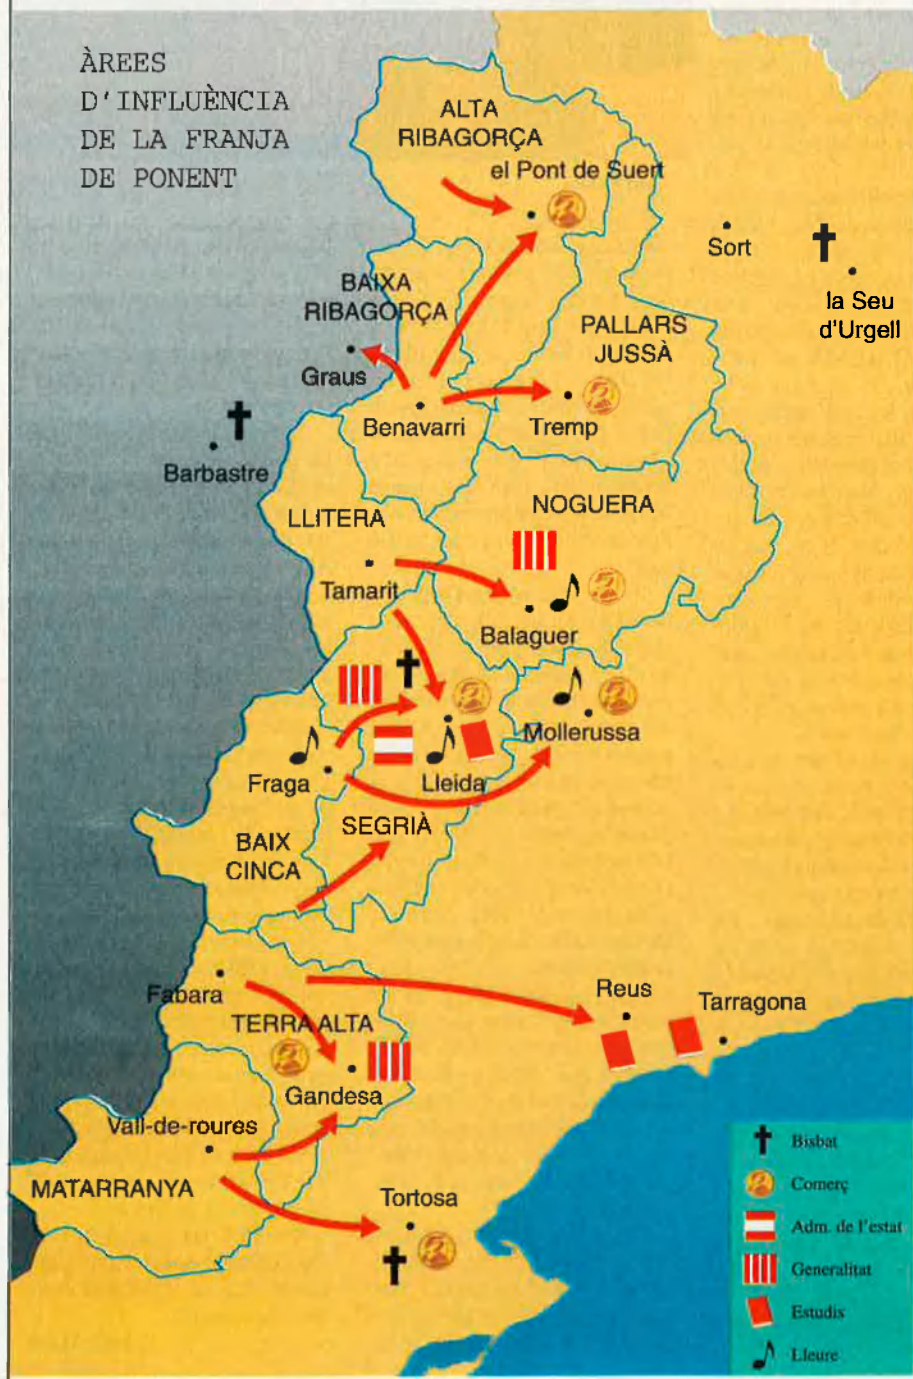 ÀREES
D'INFLUÈNCIA
DE LA FRANJA
DE PONENT
ALTA
RIBAGORÇA
el Pont de Suert
Sort
la Seu
d'Urgell
BAIXA
RIBAGORÇA
PALLARS
JUSSÀ
Graus
Benavarri
Tremp
Barbastre
LLITERA
NOGUERA
Tamarit
Balaguer
Mollerussa
Fraga
Lleida
SEGRIÀ
BAIX
CINCA
Fabara
Reus
Tarragona
TERRA ALTA
Gandesa
Vall-de-roures
MATARRANYA
Tortosa
Bisbat
Comerç
Adm. de l'estat
Generalitat
Estudis
Lleure